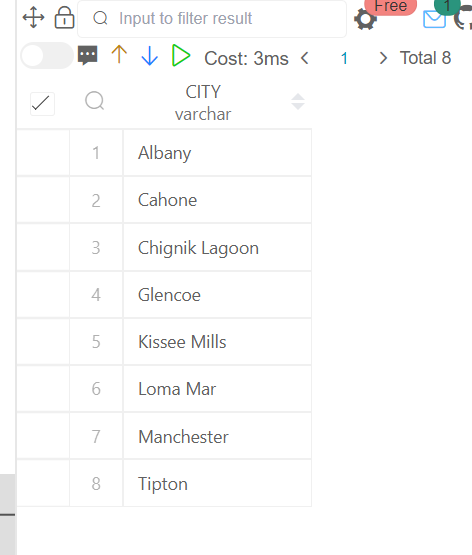 Input to filter result
Free
1
Cost: 3ms
1
Total 8
CITY
varchar
1 Albany
2 Cahone
3 Chignik Lagoon
4 Glencoe
5 Kissee Mills
6 Loma Mar
7 Manchester
8 Tipton